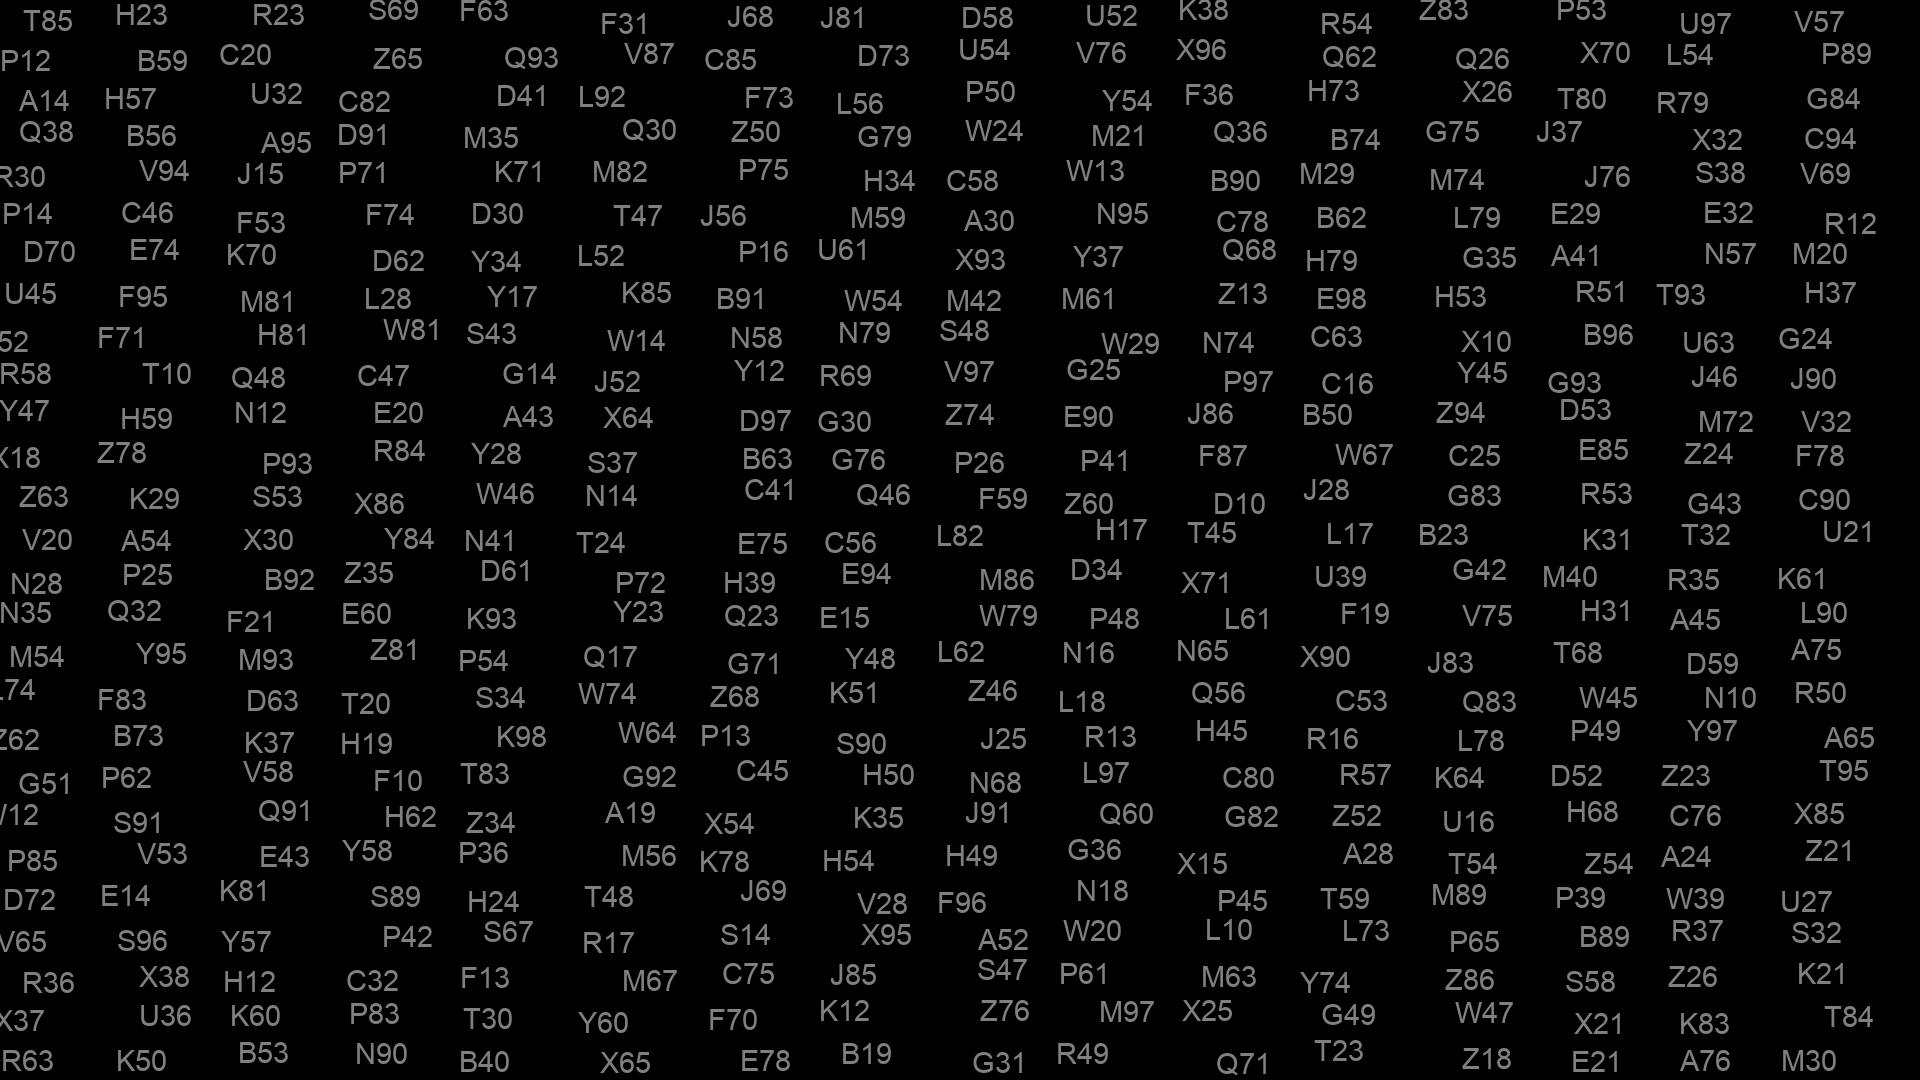 T85 H23 R23 S69 F63 F31 J68 J81 D58 U52 K38 R54 Z83 P53 U97 V57
P12 B59 C20 Z65 Q93 V87 C85 D73 U54 V76 X96 Q62 Q26 X70 L54 P89
A14 H57 U32 C82 D41 L92 F73 L56 P50 Y54 F36 H73 X26 T80 R79 G84
Q38 B56 A95 D91 M35 Q30 Z50 G79 W24 M21 Q36 B74 G75 J37 X32 C94
R30 V94 J15 P71 K71 M82 P75 H34 C58 W13 B90 M29 M74 J76 S38 V69
P14 C46 F53 F74 D30 T47 J56 M59 A30 N95 C78 B62 L79 E29 E32 R12
D70 E74 K70 D62 Y34 L52 P16 U61 X93 Y37 Q68 H79 G35 A41 N57 M20
U45 F95 M81 L28 Y17 K85 B91 W54 M42 M61 Z13 E98 H53 R51 T93 H37
52 F71 H81 W81 S43 W14 N58 N79 S48 W29 N74 C63 X10 B96 U63 G24
R58 T10 Q48 C47 G14 J52 Y12 R69 V97 G25 P97 C16 Y45 G93 J46 J90
Y47 H59 N12 E20 A43 X64 D97 G30 Z74 E90 J86 B50 Z94 D53 M72 V32
X18 Z78 P93 R84 Y28 S37 B63 G76 P26 P41 F87 W67 C25 E85 Z24 F78
Z63 K29 S53 X86 W46 N14 C41 Q46 F59 Z60 D10 J28 G83 R53 G43 C90
V20 A54 X30 Y84 N41 T24 E75 C56 L82 H17 T45 L17 B23 K31 T32 U21
N28 P25 B92 Z35 D61 P72 H39 E94 M86 D34 X71 U39 G42 M40 R35 K61
N35 Q32 F21 E60 K93 Y23 Q23 E15 W79 P48 L61 F19 V75 H31 A45 L90
M54 Y95 M93 Z81 P54 Q17 G71 Y48 L62 N16 N65 X90 J83 T68 D59 A75
74 F83 D63 T20 S34 W74 Z68 K51 Z46 L18 Q56 C53 Q83 W45 N10 R50
Z62 B73 K37 H19 K98 W64 P13 S90 J25 R13 H45 R16 L78 P49 Y97 A65
G51 P62 V58 F10 T83 G92 C45 H50 N68 L97 C80 R57 K64 D52 Z23 T95
W12 S91 Q91 H62 Z34 A19 X54 K35 J91 Q60 G82 Z52 U16 H68 C76 X85
P85 V53 E43 Y58 P36 M56 K78 H54 H49 G36 X15 A28 T54 Z54 A24 Z21
D72 E14 K81 S89 H24 T48 J69 V28 F96 N18 P45 T59 M89 P39 W39 U27
V65 S96 Y57 P42 S67 R17 S14 X95 A52 W20 L10 L73 P65 B89 R37 S32
R36 X38 H12 C32 F13 M67 C75 J85 S47 P61 M63 Y74 Z86 S58 Z26 K21
X37 U36 K60 P83 T30 Y60 F70 K12 Z76 M97 X25 G49 W47 X21 K83 T84
R63 K50 B53 N90 B40 X65 E78 B19 G31 R49 Q71 T23 Z18 E21 A76 M30